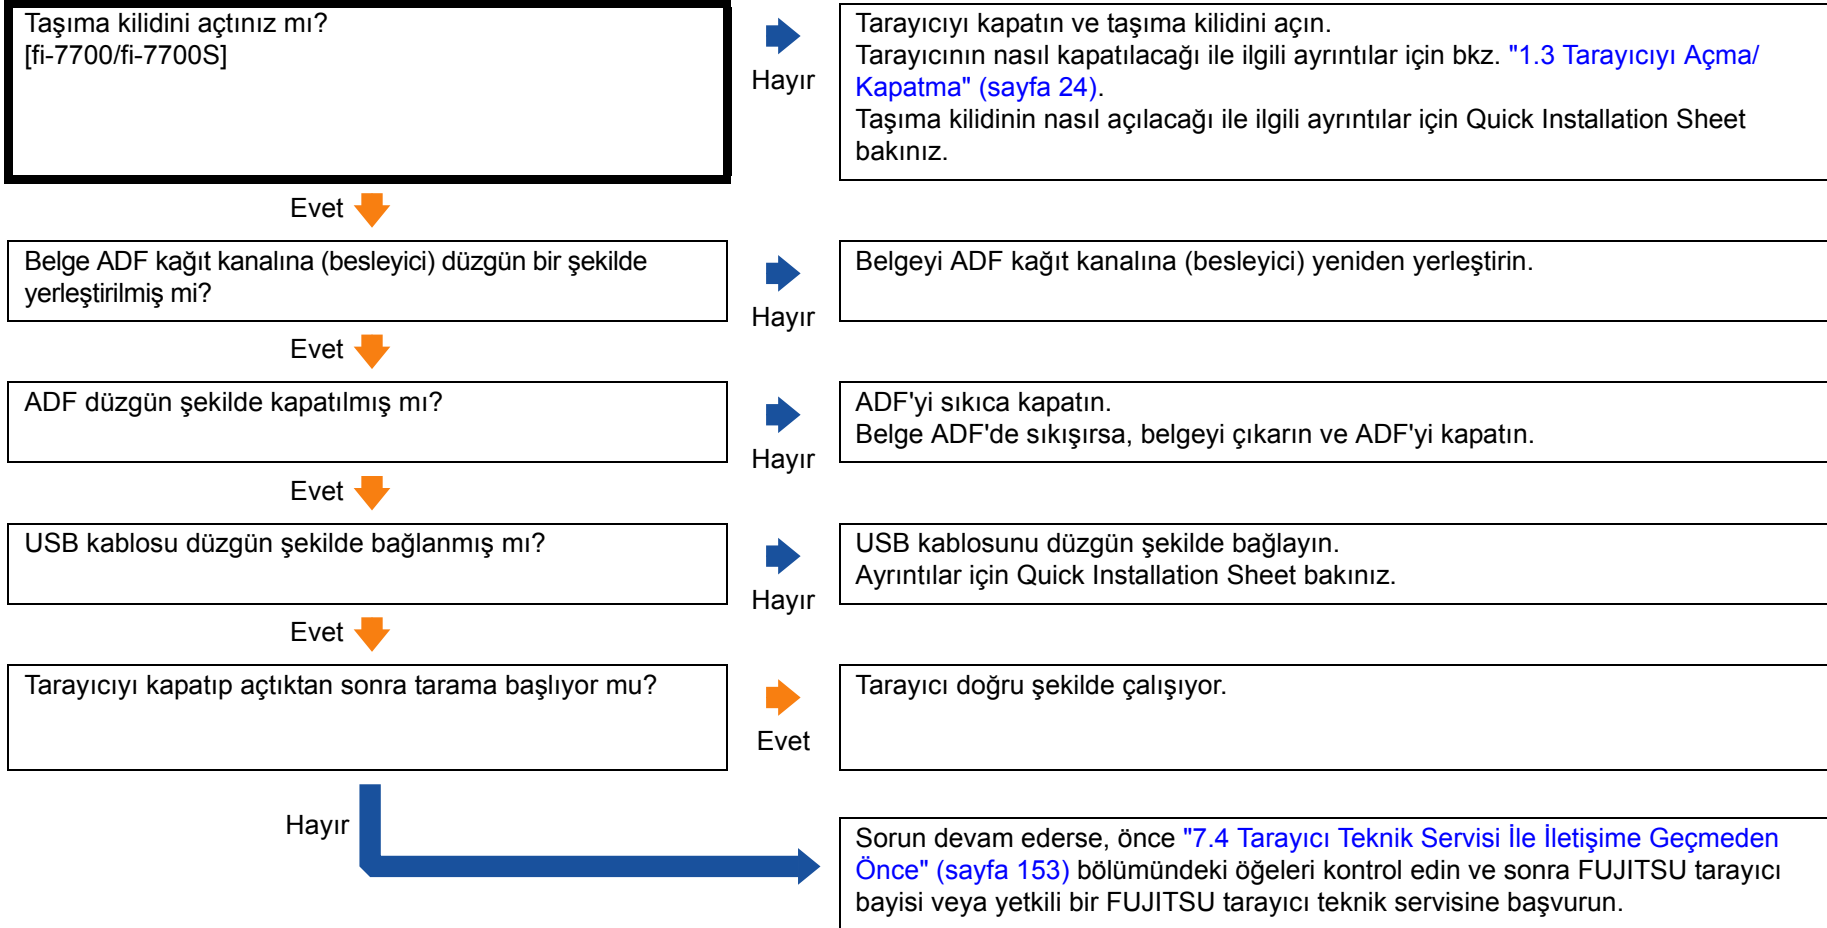 Taşıma kilidini açtınız mı?
[fi-7700/fi-7700S]
Hayır
Tarayıcıyı kapatın ve taşıma kilidini açın.
Tarayıcının nasıl kapatılacağı ile ilgili ayrıntılar için bkz. "1.3 Tarayıcıyı Açma/
Kapatma" (sayfa 24).
Taşıma kilidinin nasıl açılacağı ile ilgili ayrıntılar için Quick Installation Sheet
bakınız.
Evet
Belge ADF kağıt kanalına (besleyici) düzgün bir şekilde
yerleştirilmiş mi?
Hayır
Belgeyi ADF kağıt kanalına (besleyici) yeniden yerleştirin.
Evet
ADF düzgün şekilde kapatılmış mı?
Hayır
ADF'yi sıkıca kapatın.
Belge ADF'de sıkışırsa, belgeyi çıkarın ve ADF'yi kapatın.
Evet
USB kablosu düzgün şekilde bağlanmış mı?
Hayır
USB kablosunu düzgün şekilde bağlayın.
Ayrıntılar için Quick Installation Sheet bakınız.
Evet
Tarayıcıyı kapatıp açtıktan sonra tarama başlıyor mu?
Evet
Tarayıcı doğru şekilde çalışıyor.
Hayır
Sorun devam ederse, önce "7.4 Tarayıcı Teknik Servisi İle İletişime Geçmeden
Önce" (sayfa 153) bölümündeki öğeleri kontrol edin ve sonra FUJITSU tarayıcı
bayisi veya yetkili bir FUJITSU tarayıcı teknik servisine başvurun.